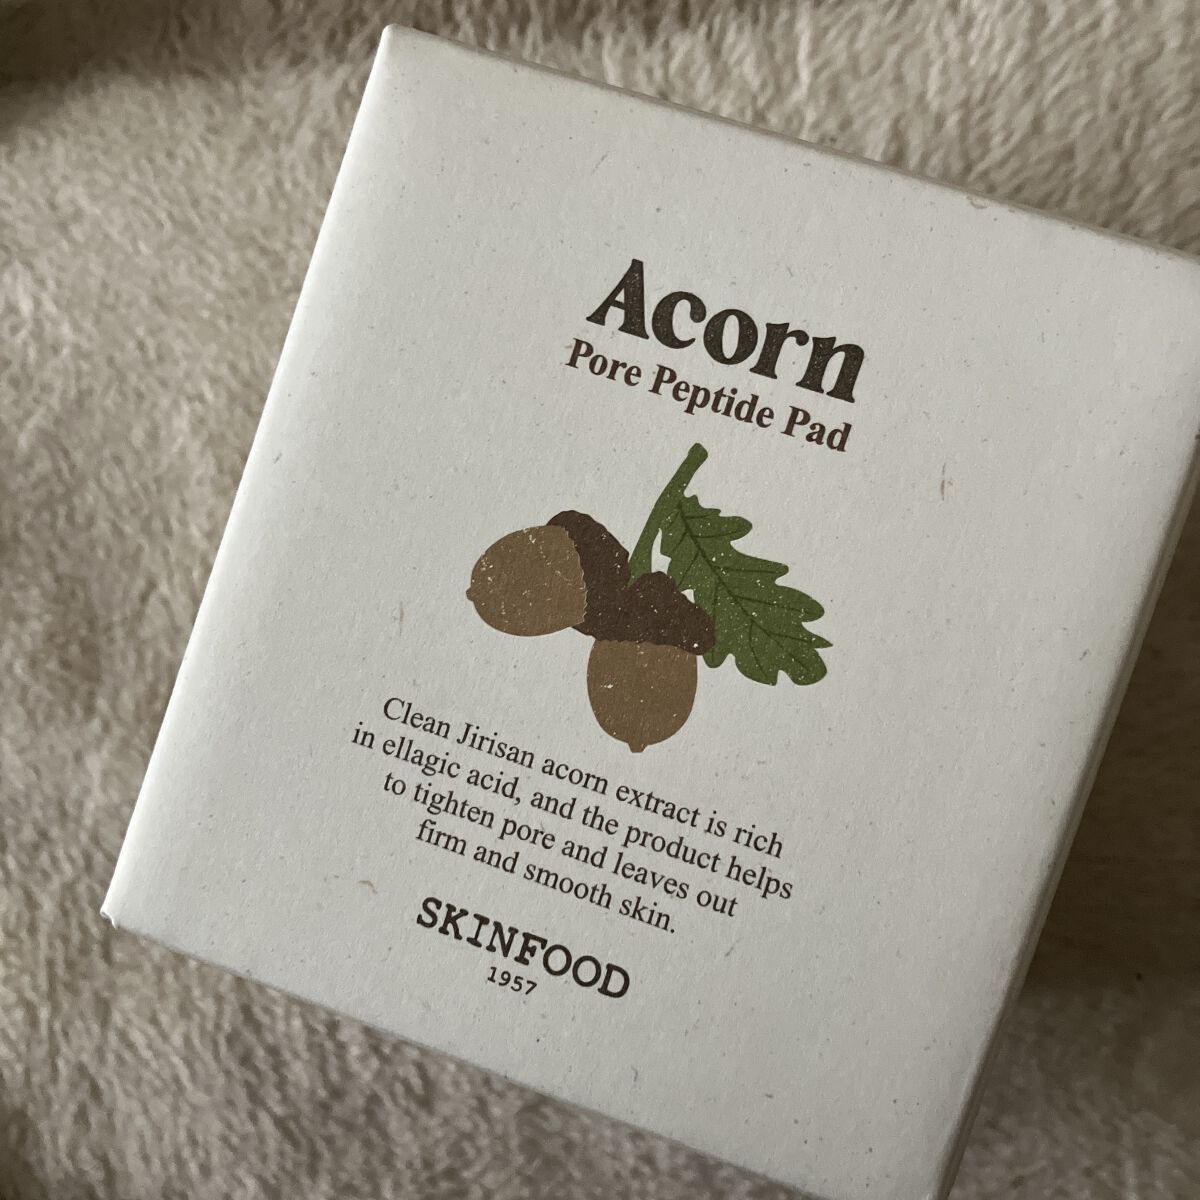 Acorn
Pore Peptide Pad
Clean Jirisan acorn extract is rich
in ellagic acid, and the product helps
to tighten pore and leaves out
firm and smooth skin.
SKINFOOD
1957